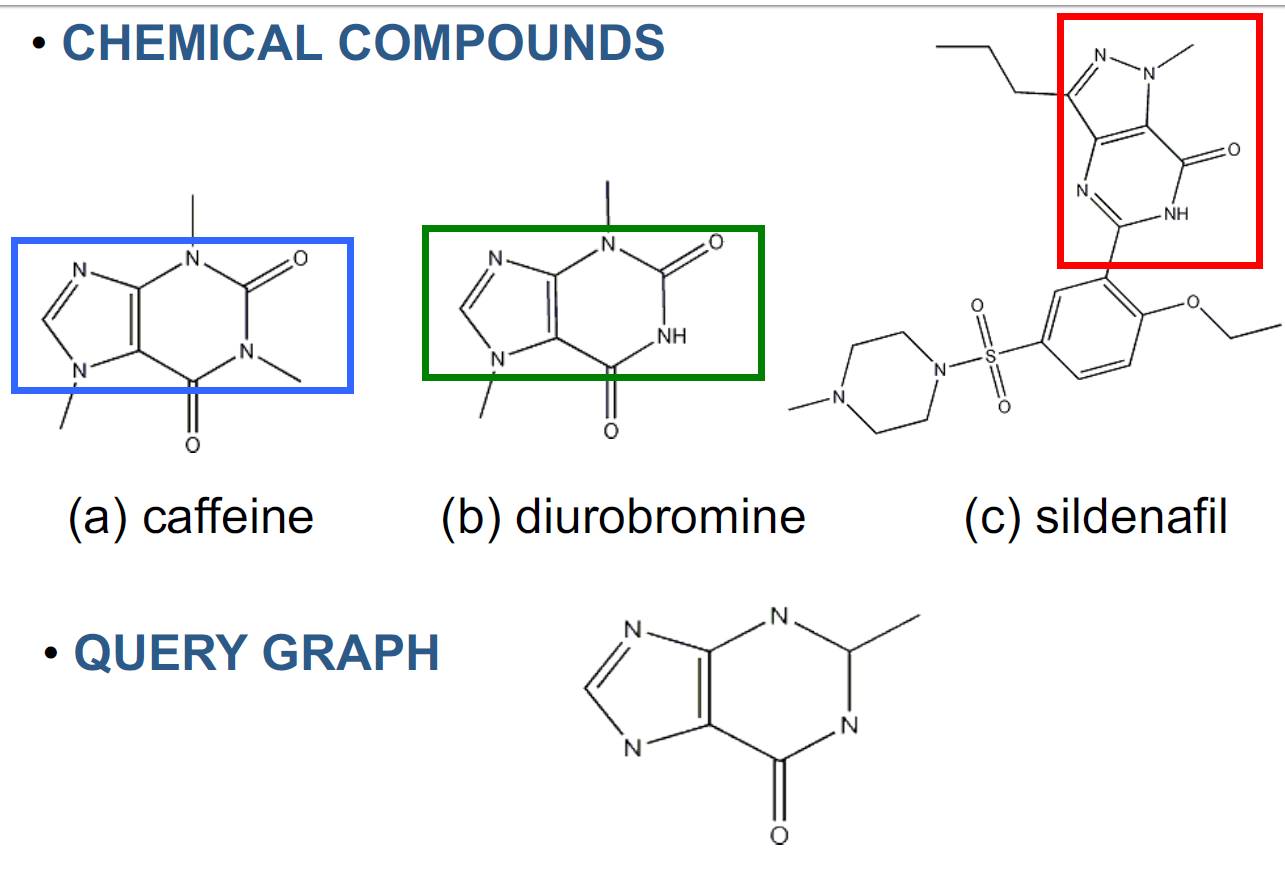 • CHEMICAL COMPOUNDS
N
N
O
N
N
O
N
N
O
NH
N
O
N
N
O
N
NH
O
O
S
N
N
O
(a) caffeine
(b) diurobromine
(c) sildenafil
• QUERY GRAPH
N
N
N
N
O